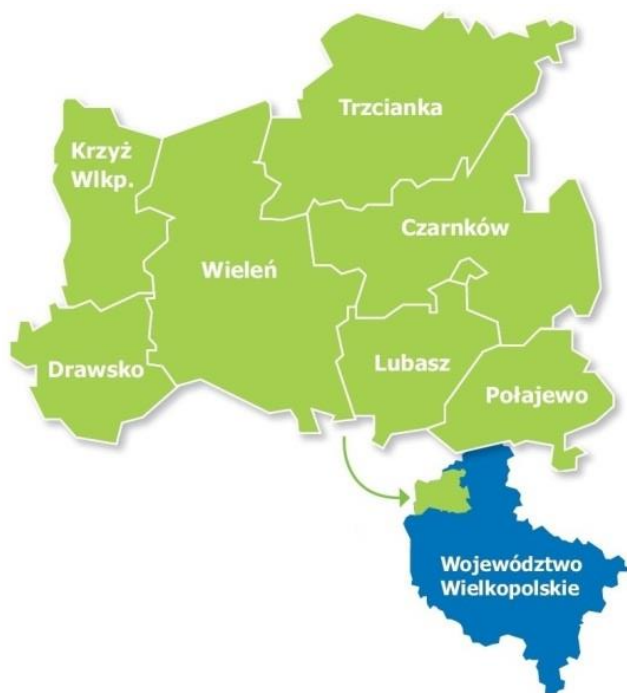 Trzcianka
Krzyż
Wlkp.
Czarnków
Wieleń
Drawsko
Lubasz
Połajewo
Województwo
Wielkopolskie